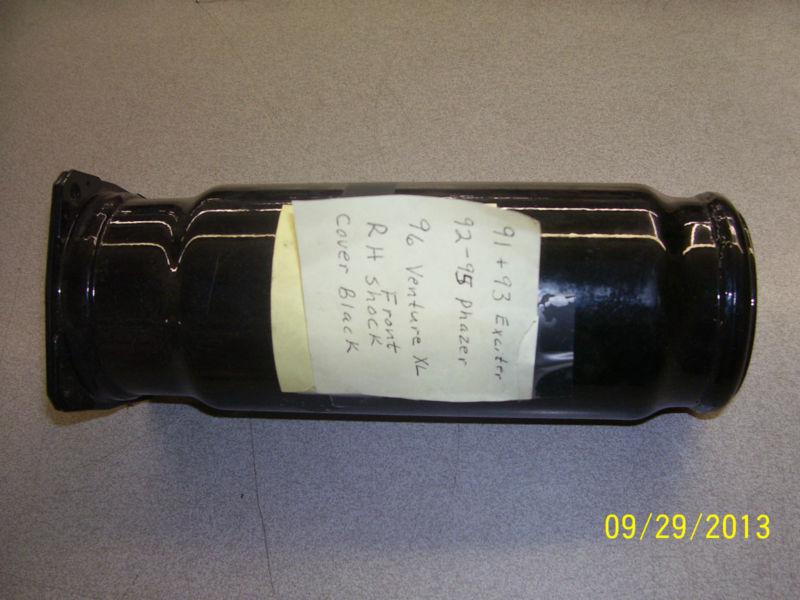 91 + 93 Exciter
92-95 Phazer
96 Venture XL
Front
RH Shock
Cover Black
09/29/2013